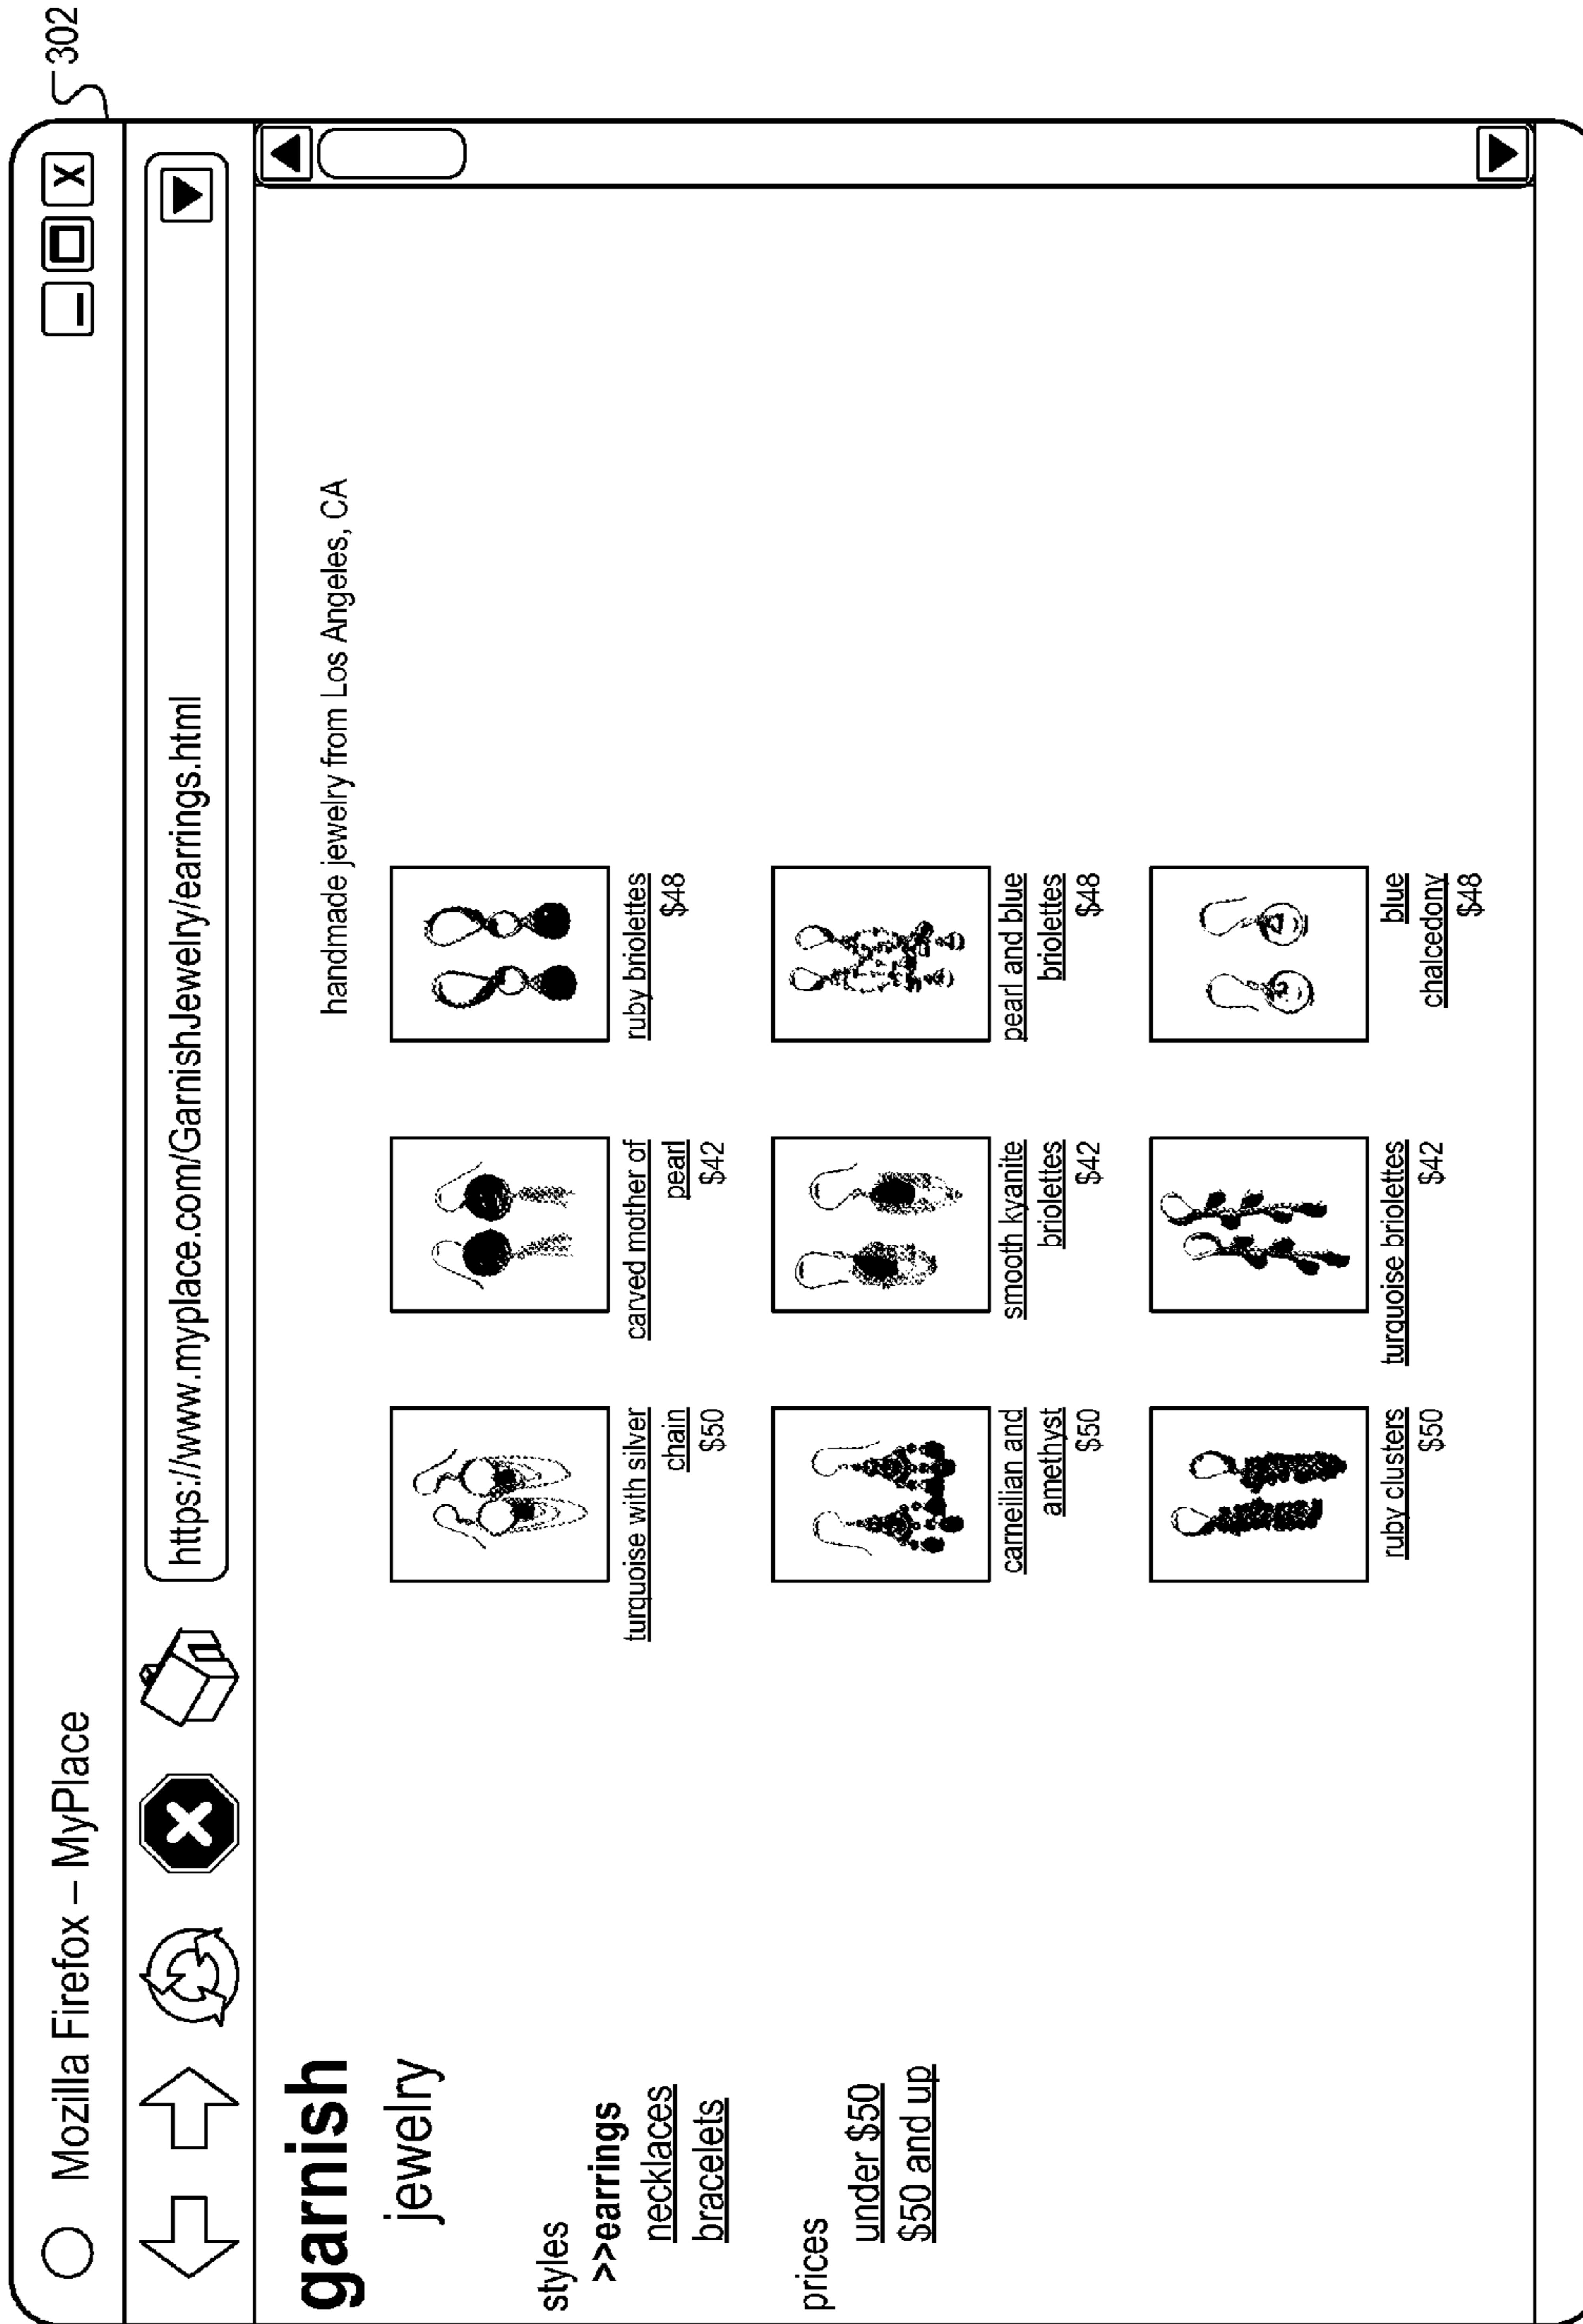 302
Mozilla Firefox – MyPlace
X
https://www.myplace.com/GarnishJewelry/earrings.html
garnish
jewelry
handmade jewelry from Los Angeles, CA
styles
>>earrings
necklaces
bracelets
prices
under $50
$50 and up
turquoise with silver
chain
$50
carved mother of
pearl
$42
ruby briolettes
$48
carneilian and
amethyst
$50
smooth kyanite
briolettes
$42
pearl and blue
briolettes
$48
ruby clusters
$50
turquoise briolettes
$42
blue
chalcedony
$48